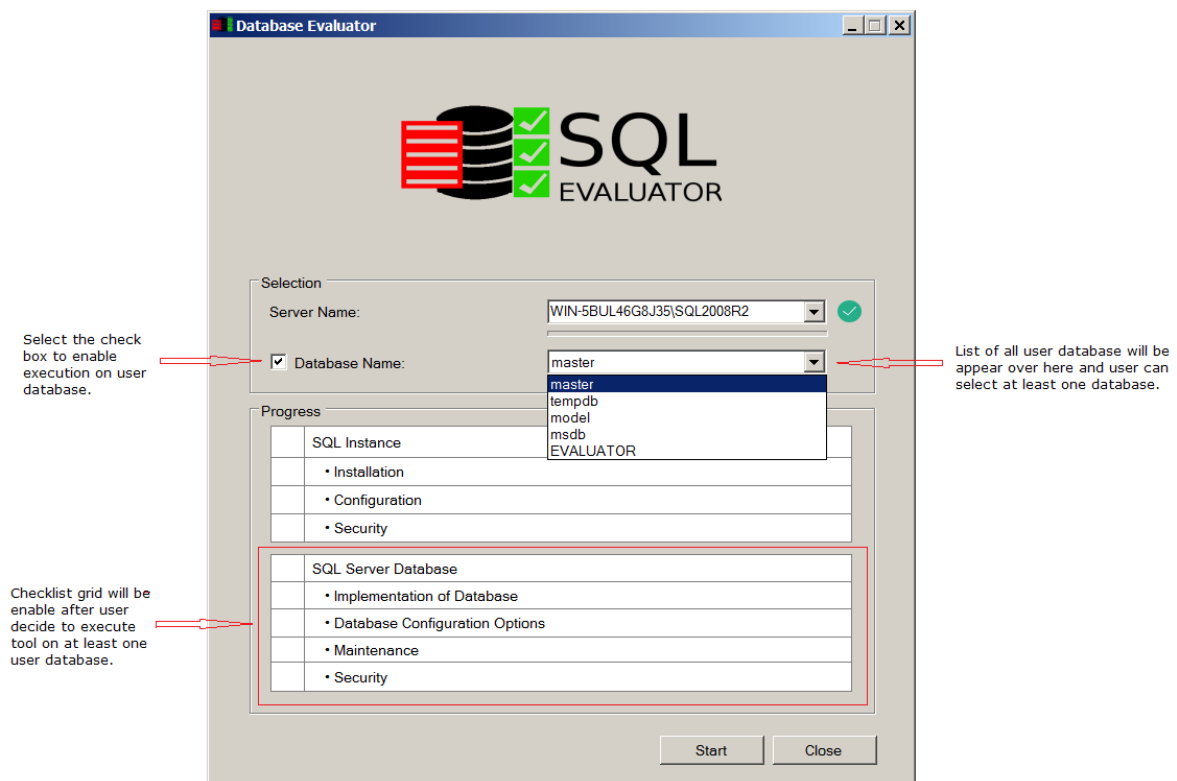 Database Evaluator
SQL
EVALUATOR
Selection
Server Name:
WIN-5BUL46G8J35\SQL2008R2
Select the check
box to enable
execution on user
database.
Database Name:
master
List of all user database will be
appear over here and user can
select at least one database.
master
tempdb
model
msdb
EVALUATOR
Progress
SQL Instance
• Installation
• Configuration
• Security
Checklist grid will be
enable after user
decide to execute
tool on at least one
user database.
SQL Server Database
• Implementation of Database
• Database Configuration Options
• Maintenance
• Security
Start
Close